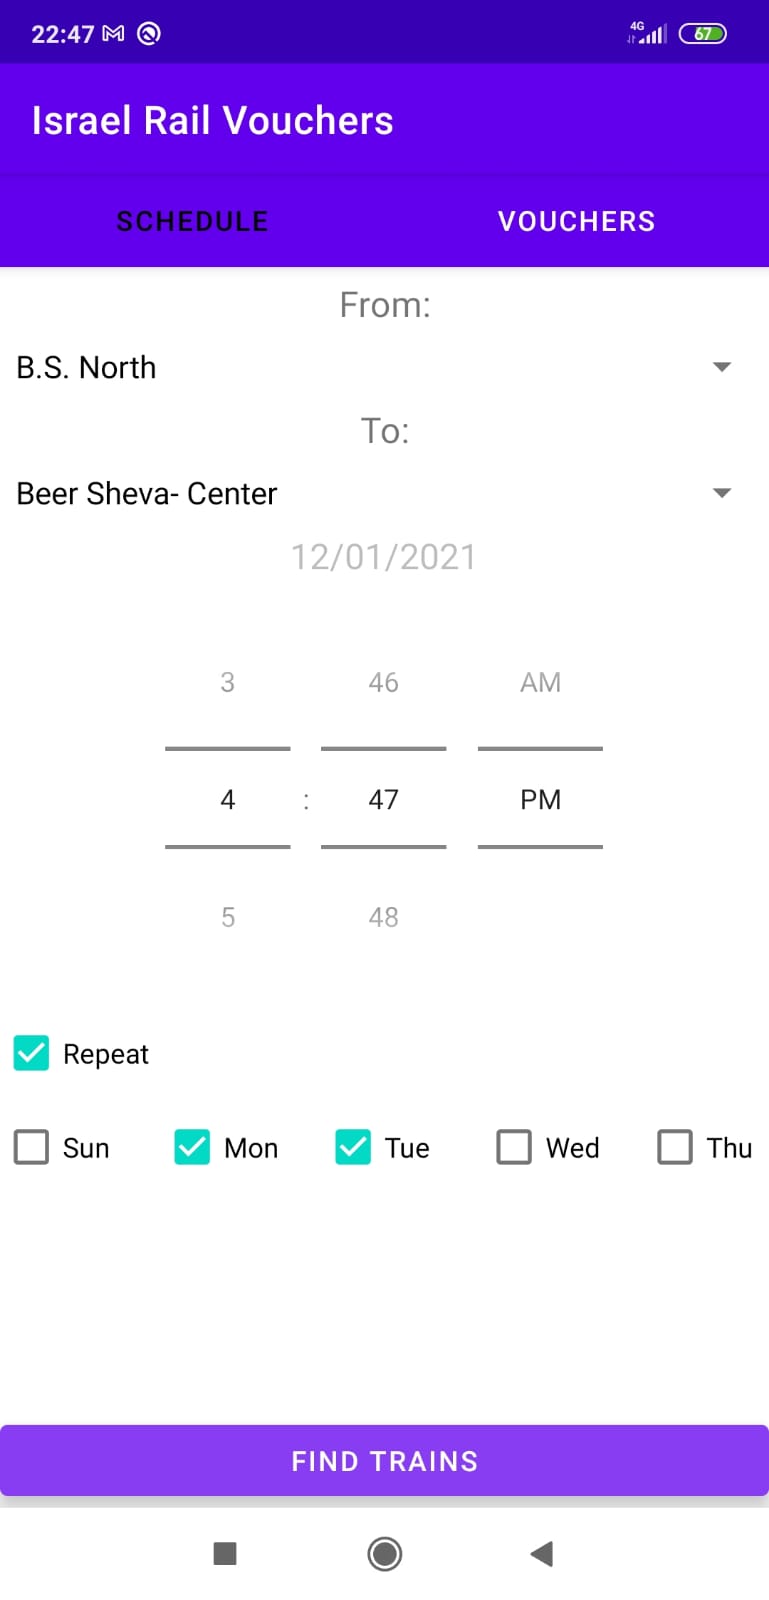 22:47 4G 67
Israel Rail Vouchers
SCHEDULE VOUCHERS
From:
B.S. North
To:
Beer Sheva- Center
12/01/2021
3 46 AM
4 : 47 PM
5 48
Repeat
Sun Mon Tue Wed Thu
FIND TRAINS